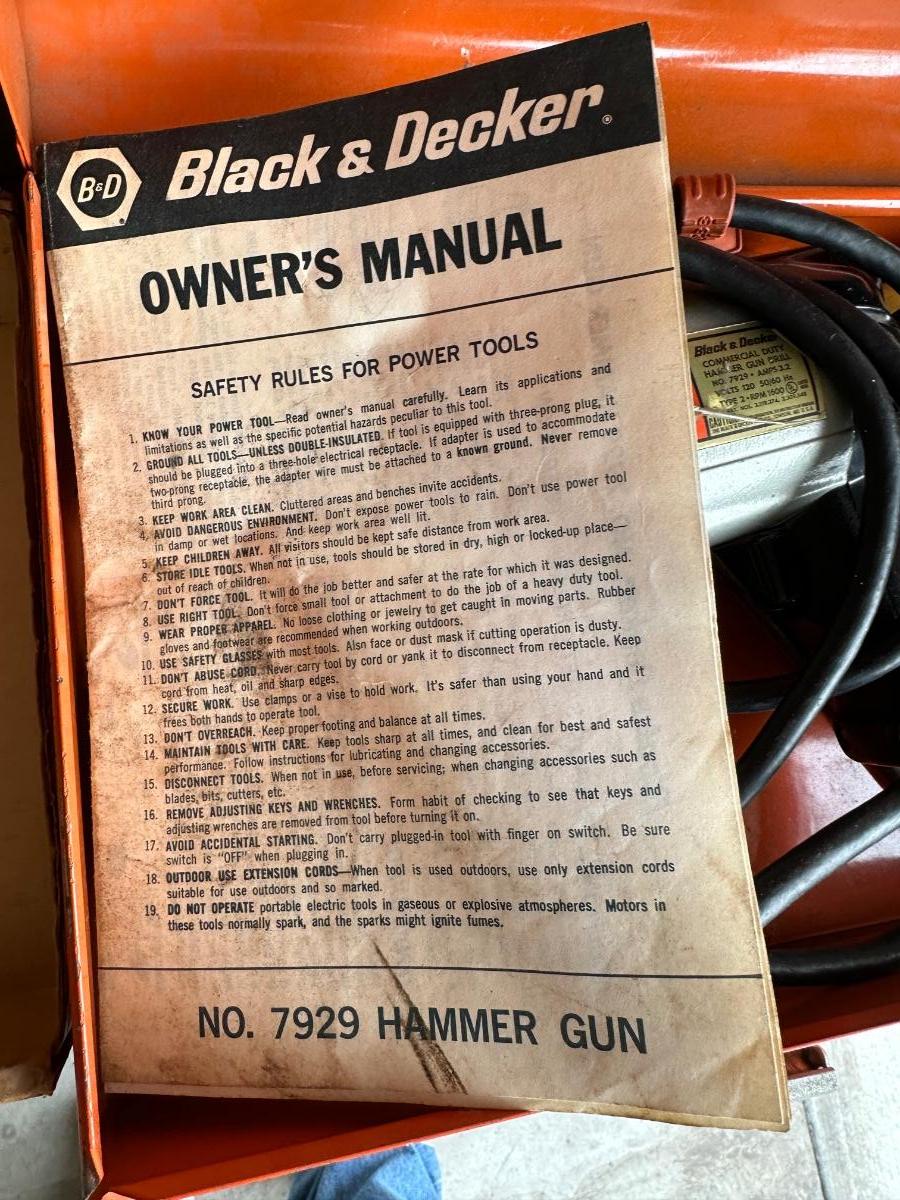 B&D
Black & Decker®
OWNER'S MANUAL
SAFETY RULES FOR POWER TOOLS
1. KNOW YOUR POWER TOOL—Read owner's manual carefully. Learn its applications and
limitations as well as the specific potential hazards peculiar to this tool.
2. GROUND ALL TOOLS—UNLESS DOUBLE-INSULATED. If tool is equipped with three-prong plug, it
should be plugged into a three-hole electrical receptacle. If adapter is used to accommodate
two-prong receptacle, the adapter wire must be attached to a known ground. Never remove
third prong.
3. KEEP WORK AREA CLEAN. Cluttered areas and benches invite accidents.
4. AVOID DANGEROUS ENVIRONMENT. Don't expose power tools to rain. Don't use power tool
in damp or wet locations. And keep work area well lit.
5. KEEP CHILDREN AWAY. All visitors should be kept safe distance from work area.
6. STORE IDLE TOOLS. When not in use, tools should be stored in dry, high or locked-up place—
out of reach of children.
7. DON'T FORCE TOOL. It will do the job better and safer at the rate for which it was designed.
8. USE RIGHT TOOL. Don't force small tool or attachment to do the job of a heavy duty tool.
9. WEAR PROPER APPAREL. No loose clothing or jewelry to get caught in moving parts. Rubber
gloves and footwear are recommended when working outdoors.
10. USE SAFETY GLASSES with most tools. Also face or dust mask if cutting operation is dusty.
11. DON'T ABUSE CORD. Never carry tool by cord or yank it to disconnect from receptacle. Keep
cord from heat, oil and sharp edges.
12. SECURE WORK. Use clamps or a vise to hold work. It's safer than using your hand and it
frees both hands to operate tool.
13. DON'T OVERREACH. Keep proper footing and balance at all times.
14. MAINTAIN TOOLS WITH CARE. Keep tools sharp at all times, and clean for best and safest
performance. Follow instructions for lubricating and changing accessories.
15. DISCONNECT TOOLS. When not in use, before servicing; when changing accessories such as
blades, bits, cutters, etc.
16. REMOVE ADJUSTING KEYS AND WRENCHES. Form habit of checking to see that keys and
adjusting wrenches are removed from tool before turning it on.
17. AVOID ACCIDENTAL STARTING. Don't carry plugged-in tool with finger on switch. Be sure
switch is "OFF" when plugging in.
18. OUTDOOR USE EXTENSION CORDS—When tool is used outdoors, use only extension cords
suitable for use outdoors and so marked.
19. DO NOT OPERATE portable electric tools in gaseous or explosive atmospheres. Motors in
these tools normally spark, and the sparks might ignite fumes.
NO. 7929 HAMMER GUN
Black & Decker
COMMERCIAL DUTY
HAMMER GUN DRILL
NO. 7929 • AMPS 3.2
VOLTS 120 50/60 Hz
TYPE 2 • RPM 1600
CAUTION